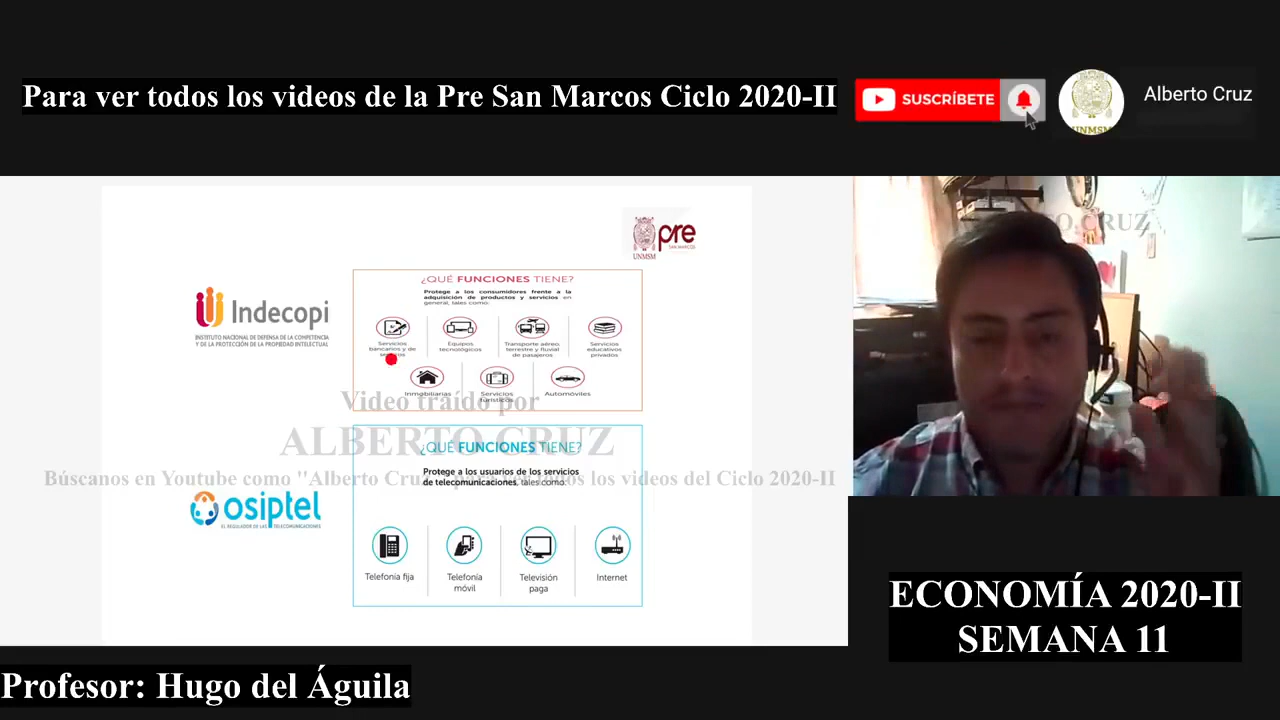 Para ver todos los videos de la Pre San Marcos Ciclo 2020-II
SUSCRÍBETE
Alberto Cruz
UNMSM
pre
SAN MARCOS
UNMSM
Indecopi
INSTITUTO NACIONAL DE DEFENSA DE LA COMPETENCIA
Y DE LA PROTECCIÓN DE LA PROPIEDAD INTELECTUAL
¿QUÉ FUNCIONES TIENE?
Protege a los consumidores frente a la
adquisición de productos y servicios en
general, tales como:
Servicios
bancarios y de
Equipos
tecnológicos
Transporte aéreo,
terrestre y fluvial
de pasajeros
Servicios
educativos
privados
Inmobiliarias
Servicios
turísticos
Automóviles
Video traído por
ALBERTO CRUZ
Búscanos en Youtube como "Alberto Cruz los videos del Ciclo 2020-II
osiptel
EL REGULADOR DE LAS TELECOMUNICACIONES
¿QUÉ FUNCIONES TIENE?
Protege a los usuarios de los servicios
de telecomunicaciones, tales como:
Telefonía fija
Telefonía
móvil
Televisión
paga
Internet
CRUZ
ECONOMÍA 2020-II
SEMANA 11
Profesor: Hugo del Águila